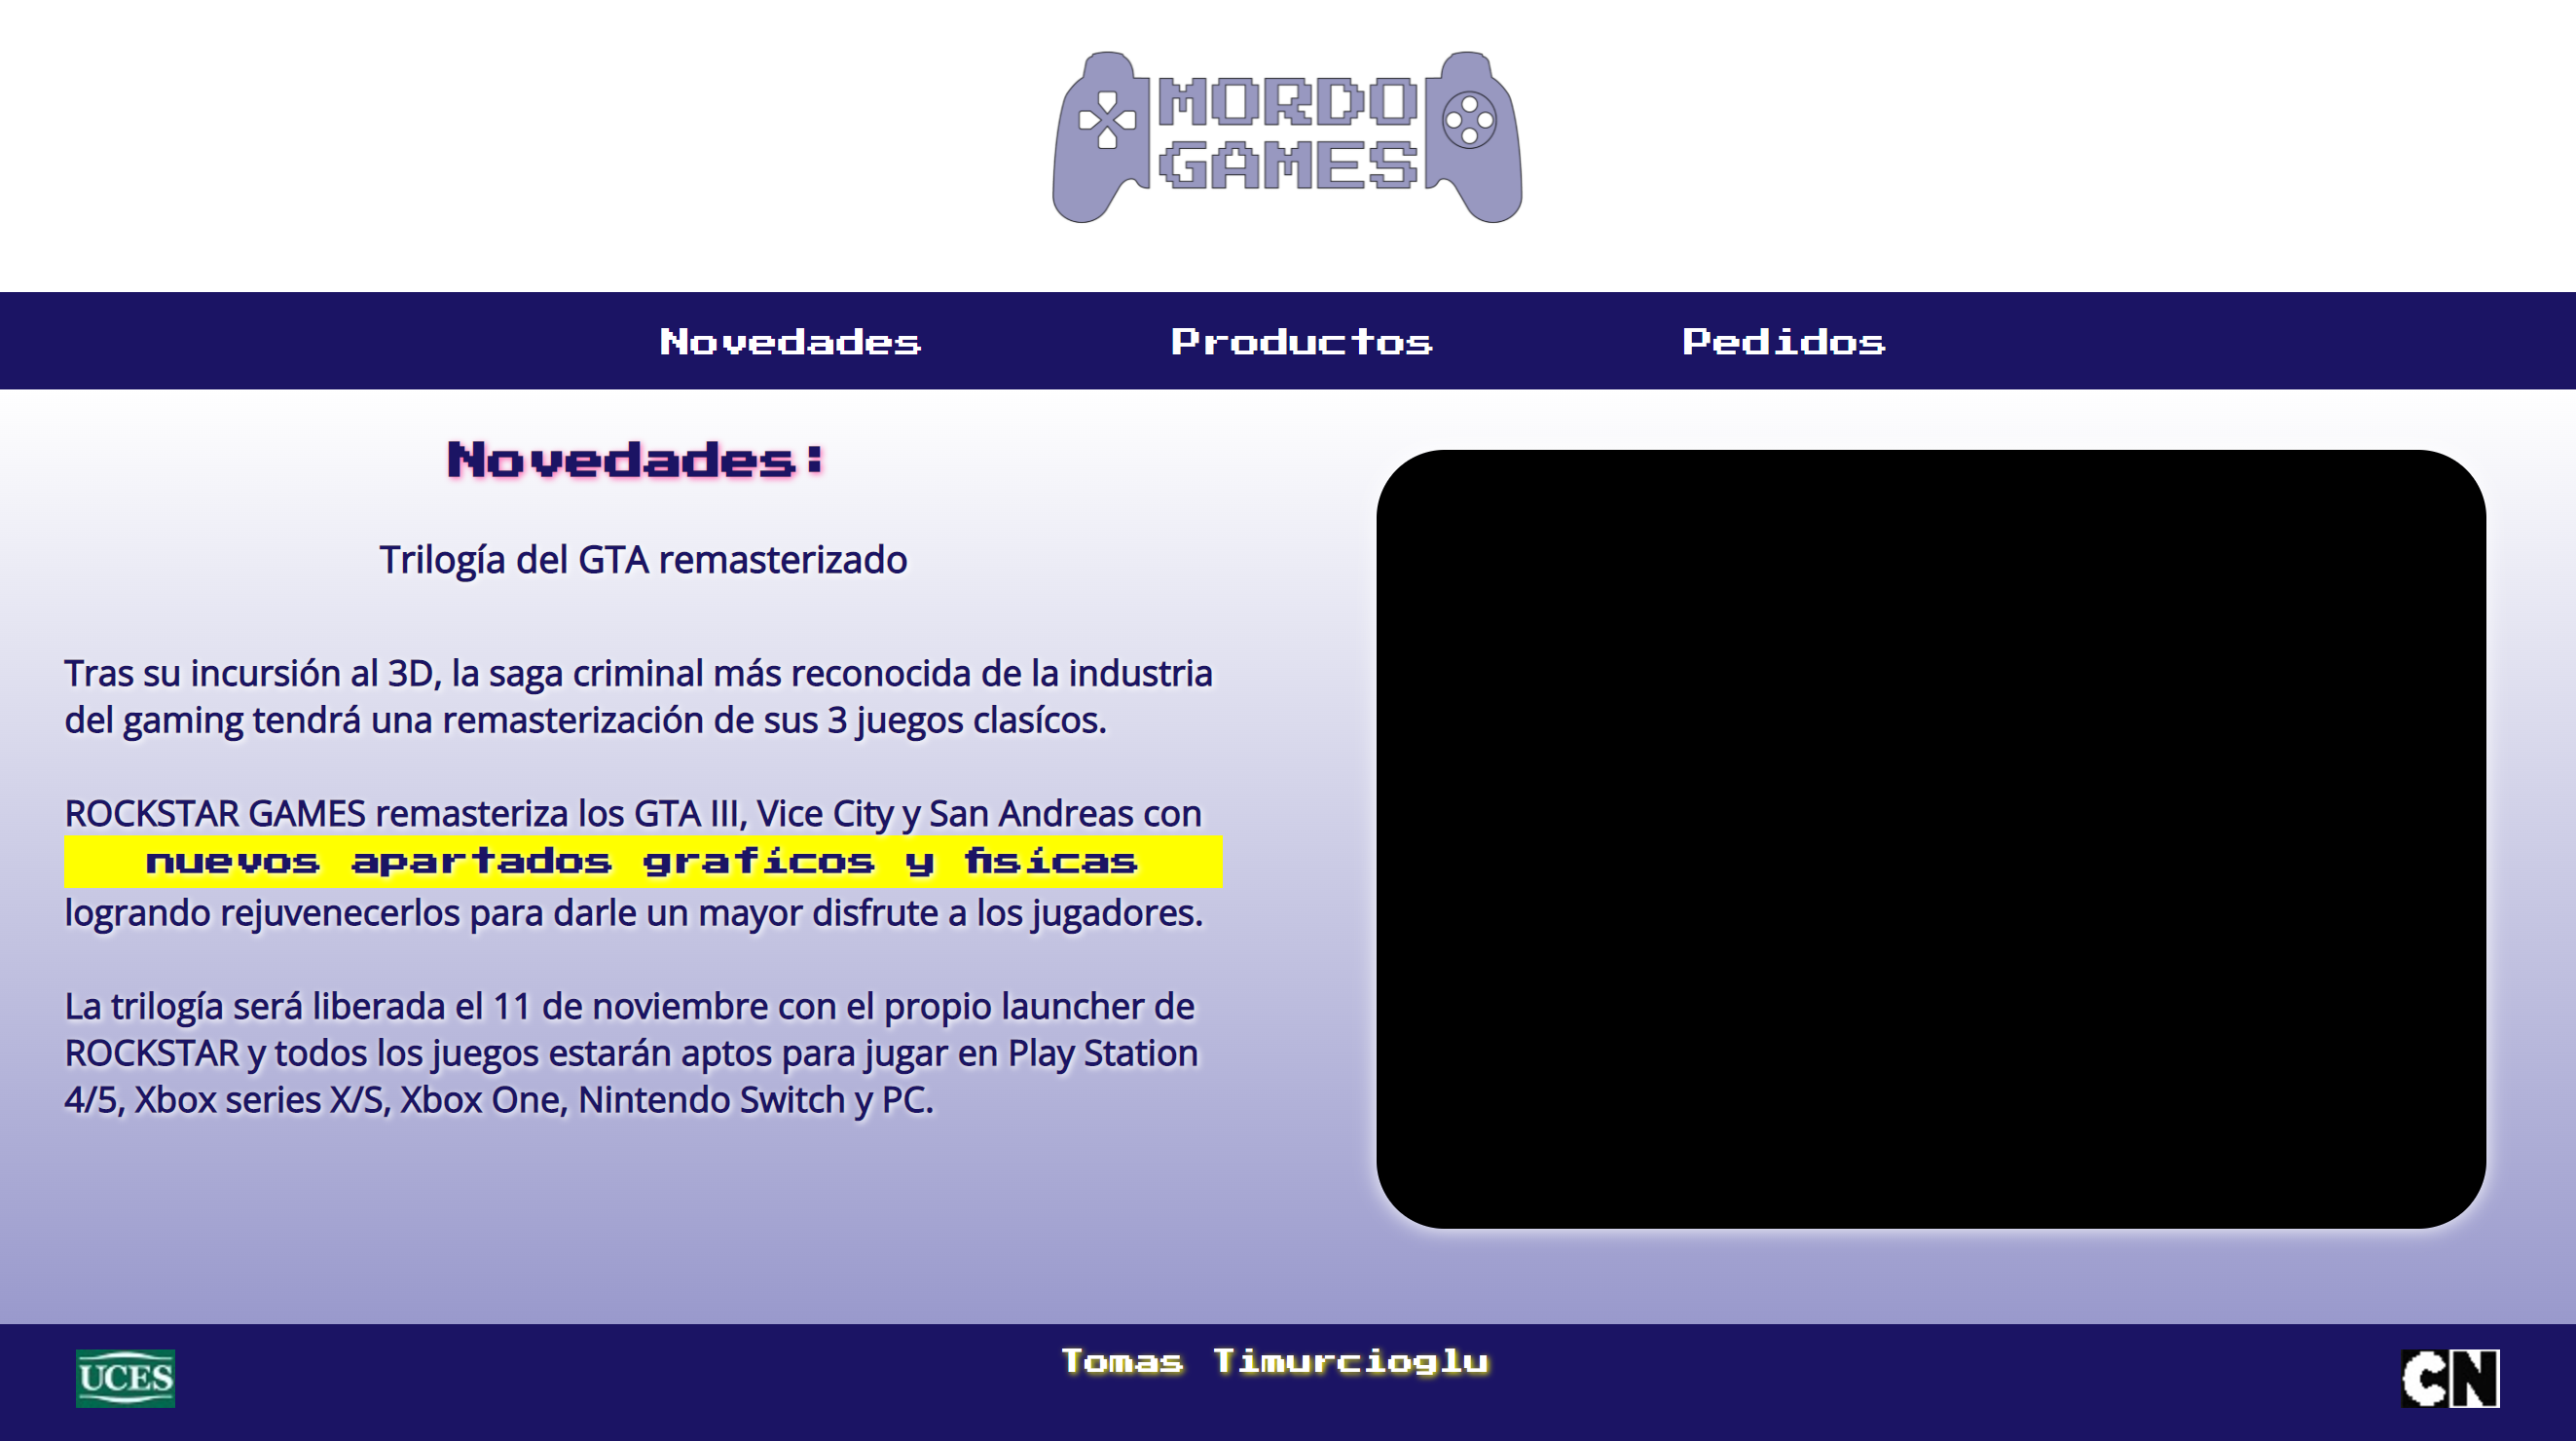 MORDO
GAMES
Novedades Productos Pedidos
Novedades:
Trilogía del GTA remasterizado
Tras su incursión al 3D, la saga criminal más reconocida de la industria
del gaming tendrá una remasterización de sus 3 juegos clasícos.
ROCKSTAR GAMES remasteriza los GTA III, Vice City y San Andreas con
nuevos apartados graficos y fisicas
logrando rejuvenecerlos para darle un mayor disfrute a los jugadores.
La trilogía será liberada el 11 de noviembre con el propio launcher de
ROCKSTAR y todos los juegos estarán aptos para jugar en Play Station
4/5, Xbox series X/S, Xbox One, Nintendo Switch y PC.
UCES
Tomas Timurcioglu
CN